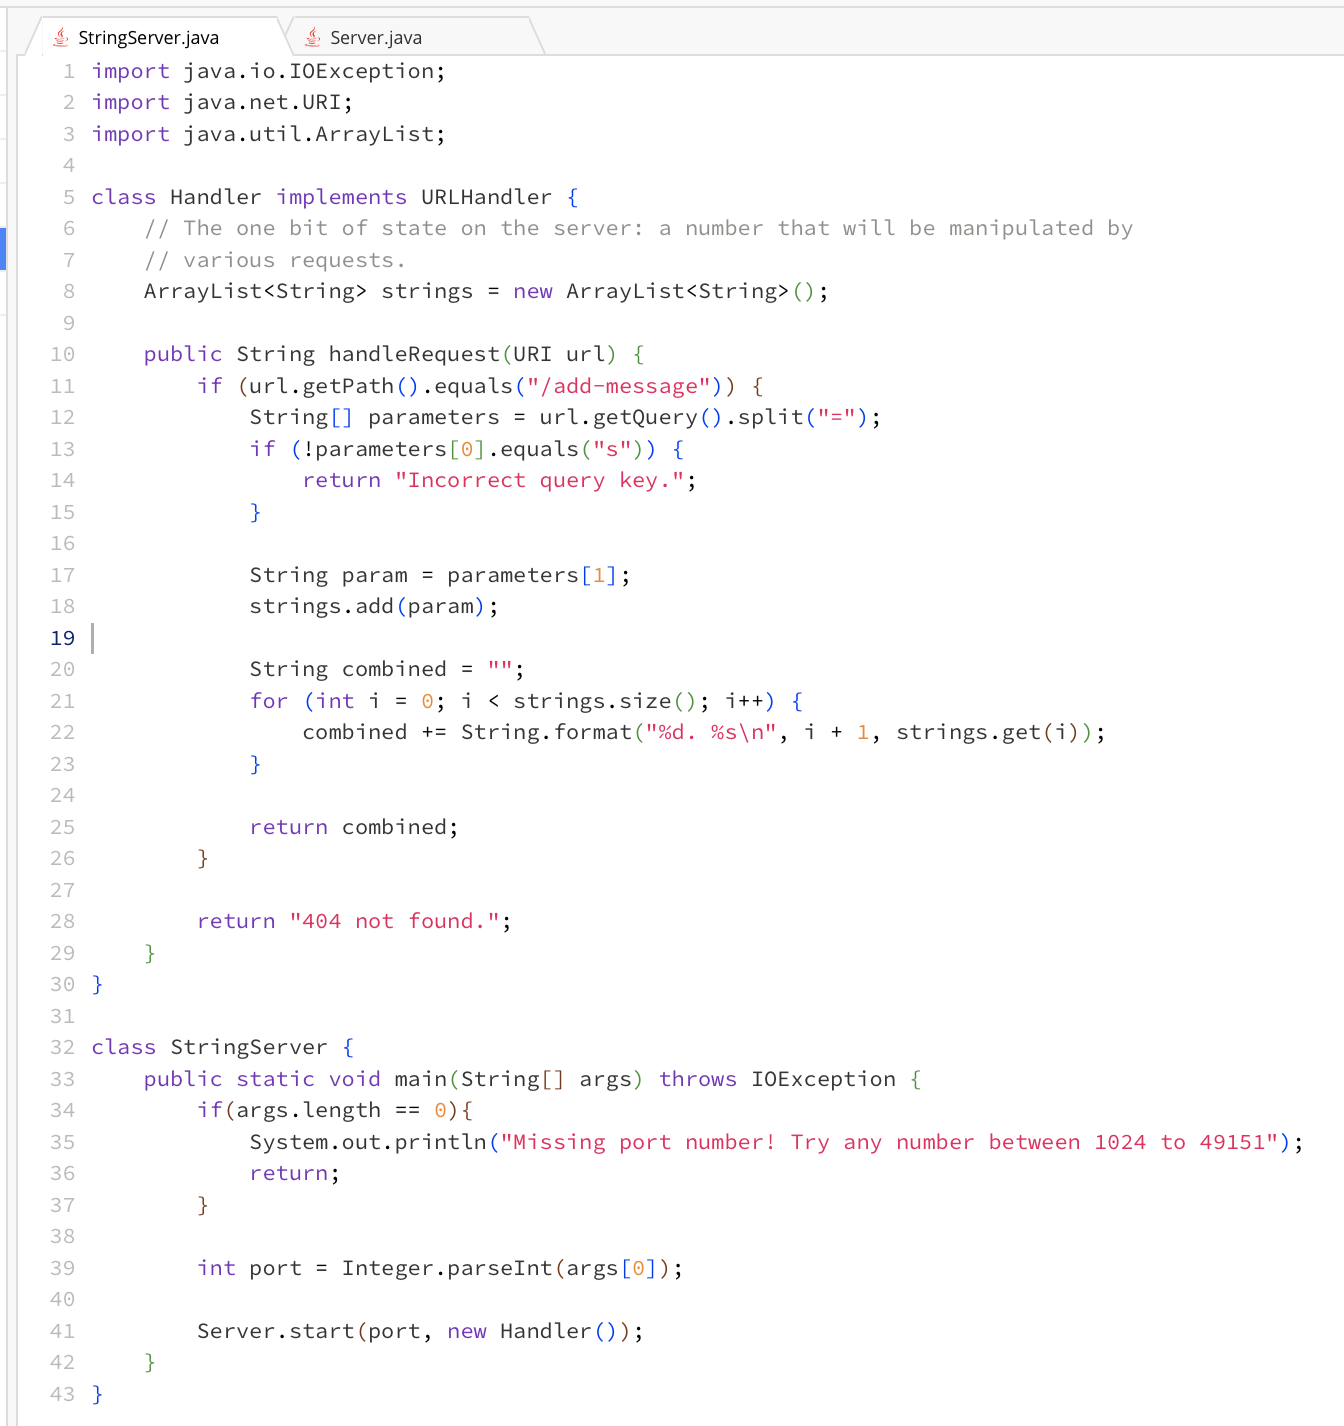 StringServer.java Server.java
1 import java.io.IOException;
2 import java.net.URI;
3 import java.util.ArrayList;
4
5 class Handler implements URLHandler {
6     // The one bit of state on the server: a number that will be manipulated by
7     // various requests.
8     ArrayList<String> strings = new ArrayList<String>();
9
10     public String handleRequest(URI url) {
11         if (url.getPath().equals("/add-message")) {
12             String[] parameters = url.getQuery().split("=");
13             if (!parameters[0].equals("s")) {
14                 return "Incorrect query key.";
15             }
16
17             String param = parameters[1];
18             strings.add(param);
19
20             String combined = "";
21             for (int i = 0; i < strings.size(); i++) {
22                 combined += String.format("%d. %s\n", i + 1, strings.get(i));
23             }
24
25             return combined;
26         }
27
28         return "404 not found.";
29     }
30 }
31
32 class StringServer {
33     public static void main(String[] args) throws IOException {
34         if(args.length == 0){
35             System.out.println("Missing port number! Try any number between 1024 to 49151");
36             return;
37         }
38
39         int port = Integer.parseInt(args[0]);
40
41         Server.start(port, new Handler());
42     }
43 }